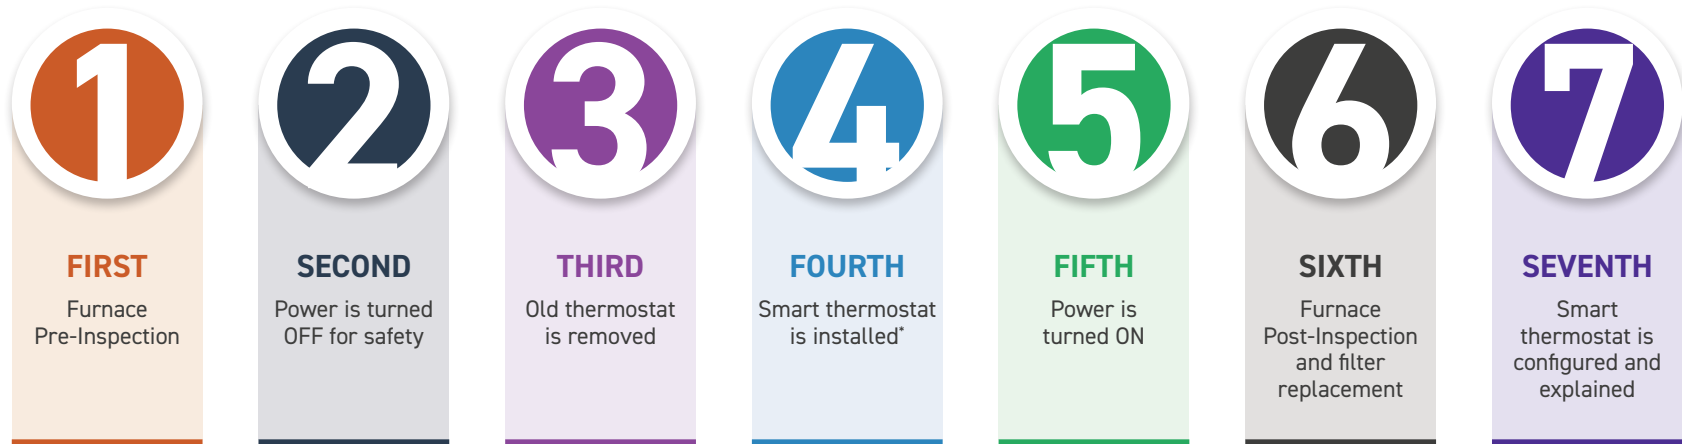 1
FIRST
Furnace
Pre-Inspection
2
SECOND
Power is turned
OFF for safety
3
THIRD
Old thermostat
is removed
4
FOURTH
Smart thermostat
is installed*
5
FIFTH
Power is
turned ON
6
SIXTH
Furnace
Post-Inspection
and filter
replacement
7
SEVENTH
Smart
thermostat is
configured and
explained